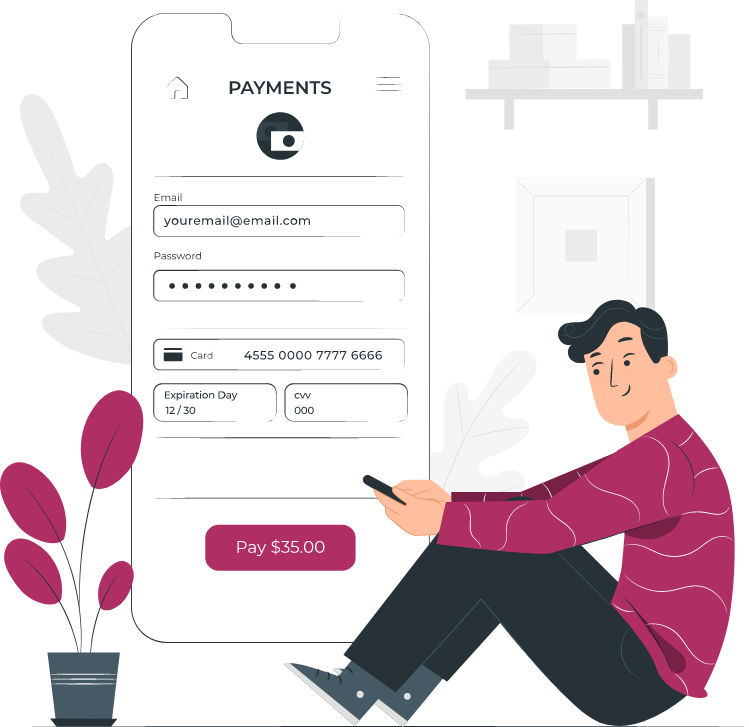 PAYMENTS
Email
youremail@email.com
Password
Card 4555 0000 7777 6666
Expiration Day
12 / 30
cvv
000
Pay $35.00